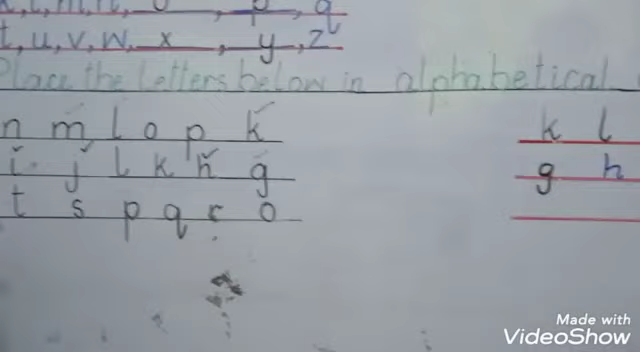 t, u, v, w, x, y, z
Place the letters below in alphabetical
n m l o p k k l
i j l k h g g h
t s p q r o
Made with
VideoShow